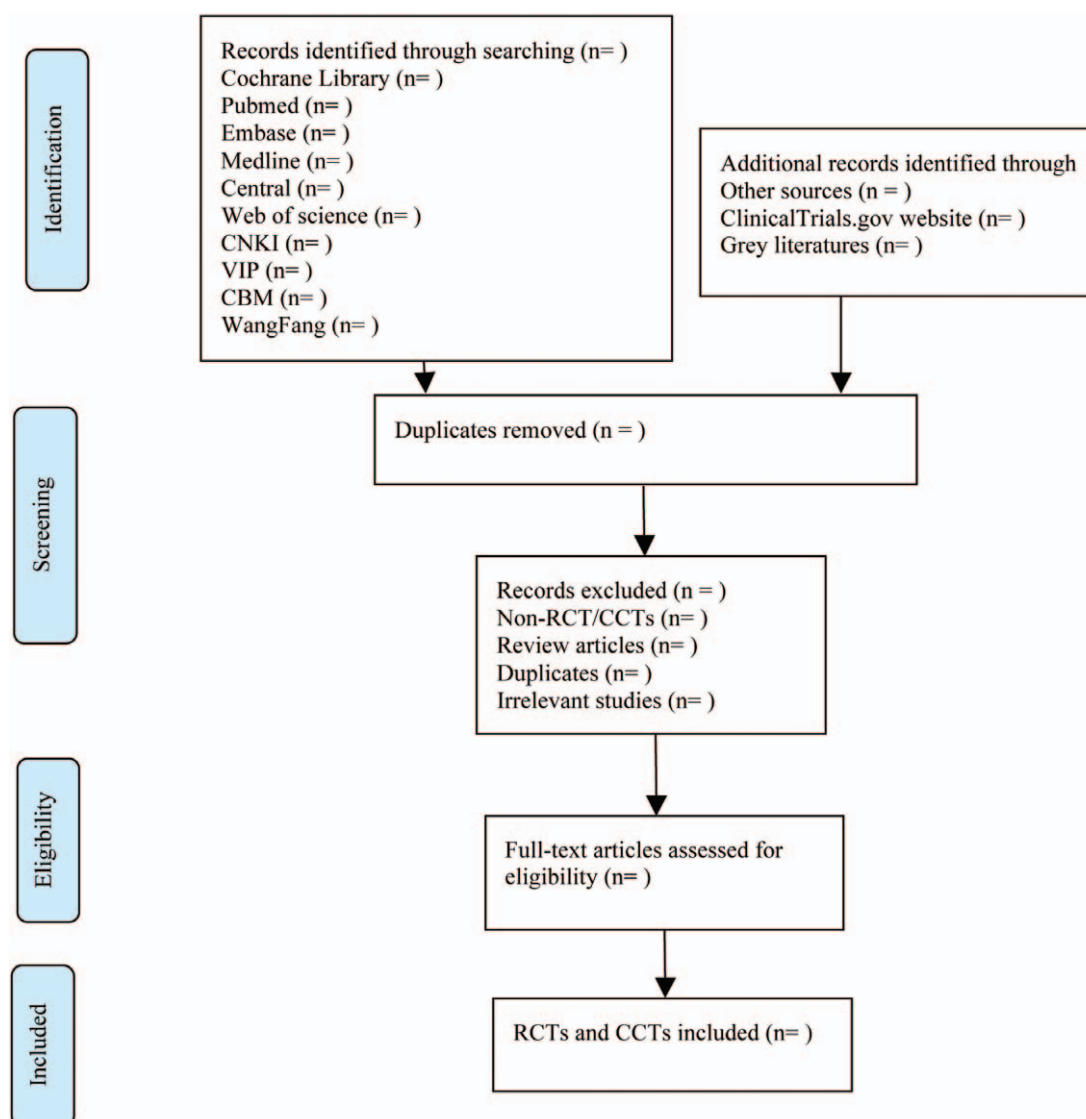 Identification
Records identified through searching (n= )
Cochrane Library (n= )
Pubmed (n= )
Embase (n= )
Medline (n= )
Central (n= )
Web of science (n= )
CNKI (n= )
VIP (n= )
CBM (n= )
WangFang (n= )
Additional records identified through
Other sources (n = )
ClinicalTrials.gov website (n= )
Grey literatures (n= )
Screening
Duplicates removed (n = )
Records excluded (n = )
Non-RCT/CCTs (n= )
Review articles (n= )
Duplicates (n= )
Irrelevant studies (n= )
Eligibility
Full-text articles assessed for
eligibility (n= )
Included
RCTs and CCTs included (n= )